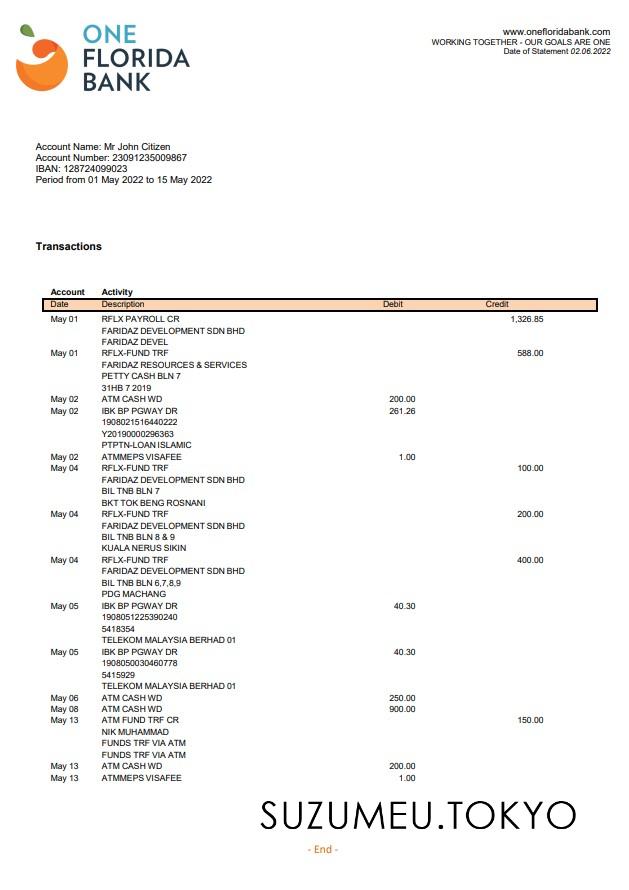 ONE
FLORIDA
BANK
www.onefloridabank.com
WORKING TOGETHER - OUR GOALS ARE ONE
Date of Statement 02.06.2022
Account Name: Mr John Citizen
Account Number: 23091235009867
IBAN: 128724099023
Period from 01 May 2022 to 15 May 2022
Transactions
Account Activity
Date Description Debit Credit
May 01 RFLX PAYROLL CR 1,326.85
FARIDAZ DEVELOPMENT SDN BHD
FARIDAZ DEVEL
May 01 RFLX-FUND TRF 588.00
FARIDAZ RESOURCES & SERVICES
PETTY CASH BLN 7
31HB 7 2019
May 02 ATM CASH WD 200.00
May 02 IBK BP PGWAY DR 261.26
1908021516440222
Y20190000296363
PTPTN-LOAN ISLAMIC
May 02 ATMMEPS VISAFEE 1.00
May 04 RFLX-FUND TRF 100.00
FARIDAZ DEVELOPMENT SDN BHD
BIL TNB BLN 7
BKT TOK BENG ROSNANI
May 04 RFLX-FUND TRF 200.00
FARIDAZ DEVELOPMENT SDN BHD
BIL TNB BLN 8 & 9
KUALA NERUS SIKIN
May 04 RFLX-FUND TRF 400.00
FARIDAZ DEVELOPMENT SDN BHD
BIL TNB BLN 6,7,8,9
PDG MACHANG
May 05 IBK BP PGWAY DR 40.30
1908051225390240
5418354
TELEKOM MALAYSIA BERHAD 01
May 05 IBK BP PGWAY DR 40.30
1908050030460778
5415929
TELEKOM MALAYSIA BERHAD 01
May 06 ATM CASH WD 250.00
May 08 ATM CASH WD 900.00
May 13 ATM FUND TRF CR 150.00
NIK MUHAMMAD
FUNDS TRF VIA ATM
FUNDS TRF VIA ATM
May 13 ATM CASH WD 200.00
May 13 ATMMEPS VISAFEE 1.00
SUZUMEU.TOKYO
- End -